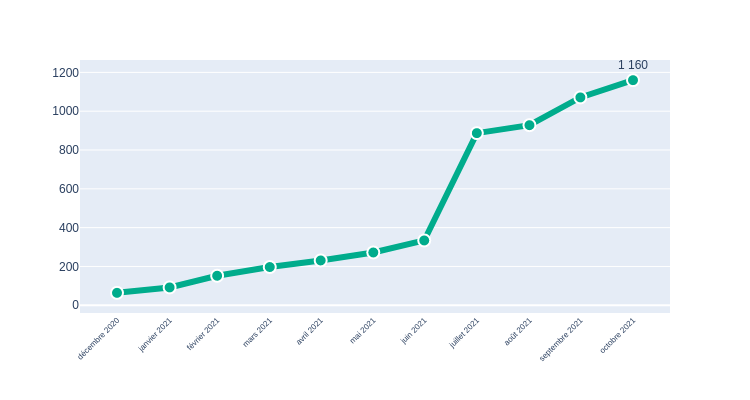 1 160
1200
1000
800
600
400
200
0
décembre 2020
janvier 2021
février 2021
mars 2021
avril 2021
mai 2021
juin 2021
juillet 2021
août 2021
septembre 2021
octobre 2021